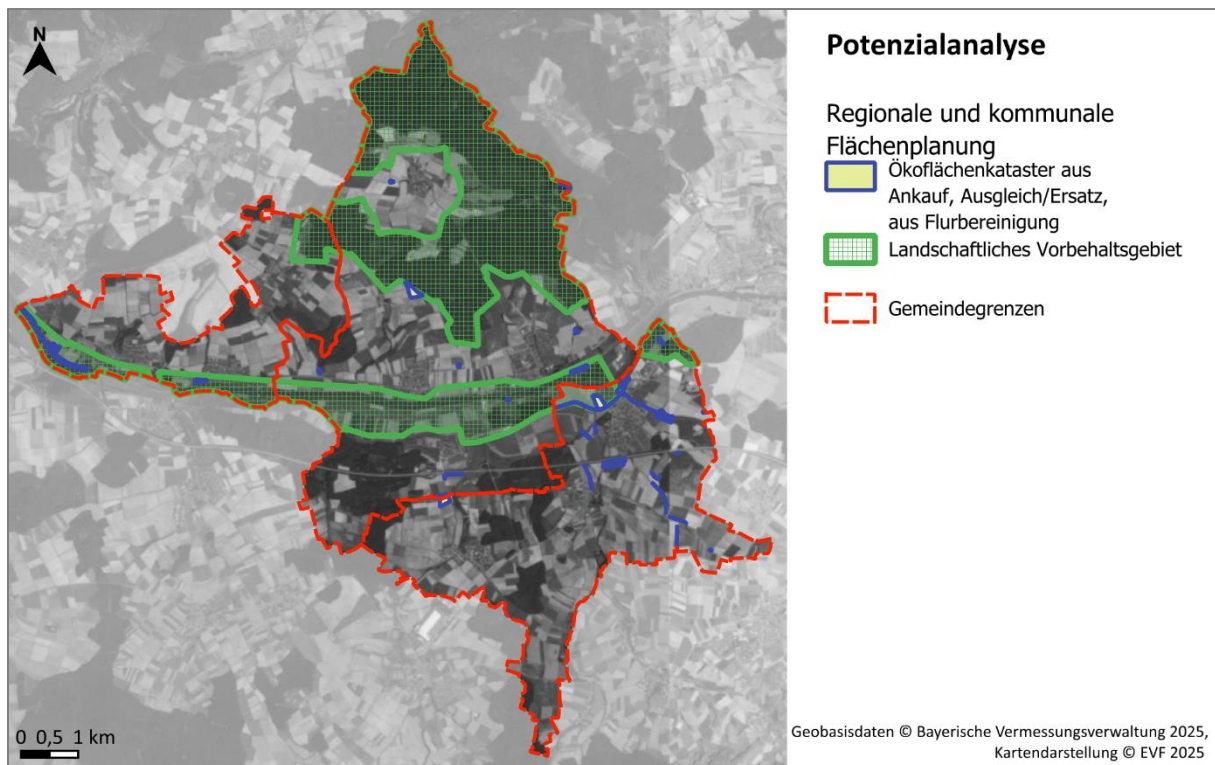 N
Potenzialanalyse
Regionale und kommunale
Flächenplanung
Ökoflächenkataster aus
Ankauf, Ausgleich/Ersatz,
aus Flurbereinigung
Landschaftliches Vorbehaltsgebiet
Gemeindegrenzen
0 0,5 1 km
Geobasisdaten © Bayerische Vermessungsverwaltung 2025,
Kartendarstellung © EVF 2025